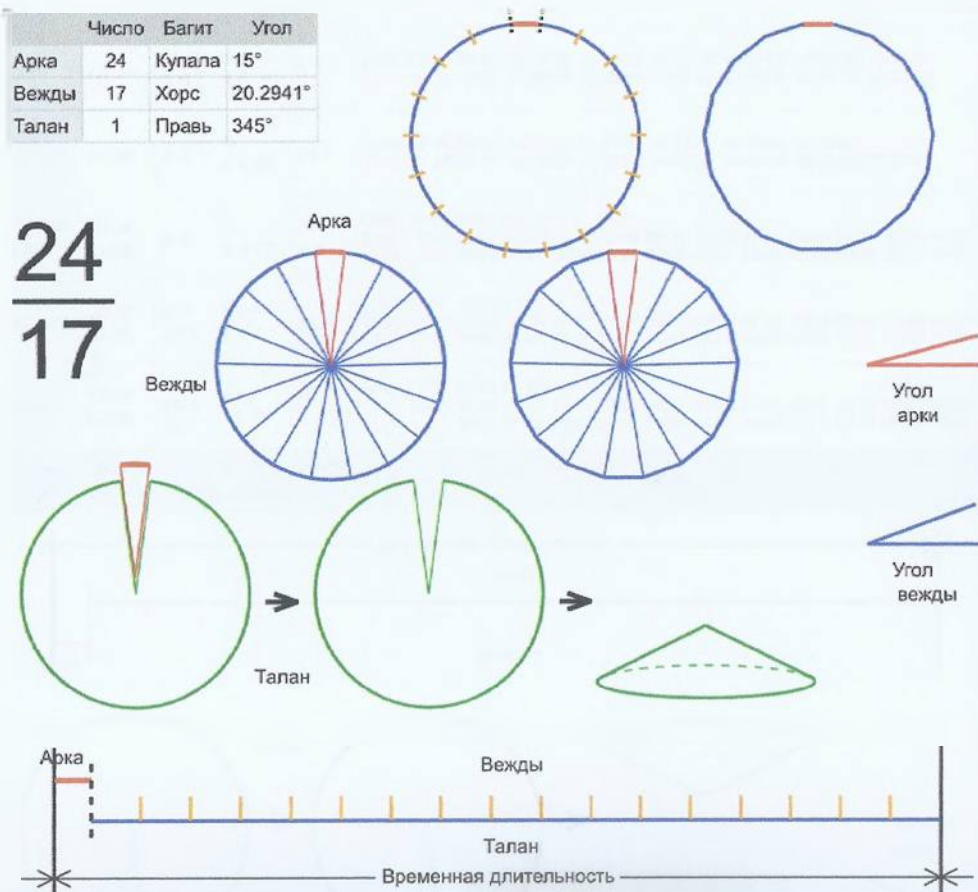 Число Багит Угол
Арка 24 Купала 15°
Вежды 17 Хорс 20.2941°
Талан 1 Правь 345°
24
17
Арка
Вежды
Угол
арки
Угол
вежды
Талан
Арка
Вежды
Талан
Временная длительность